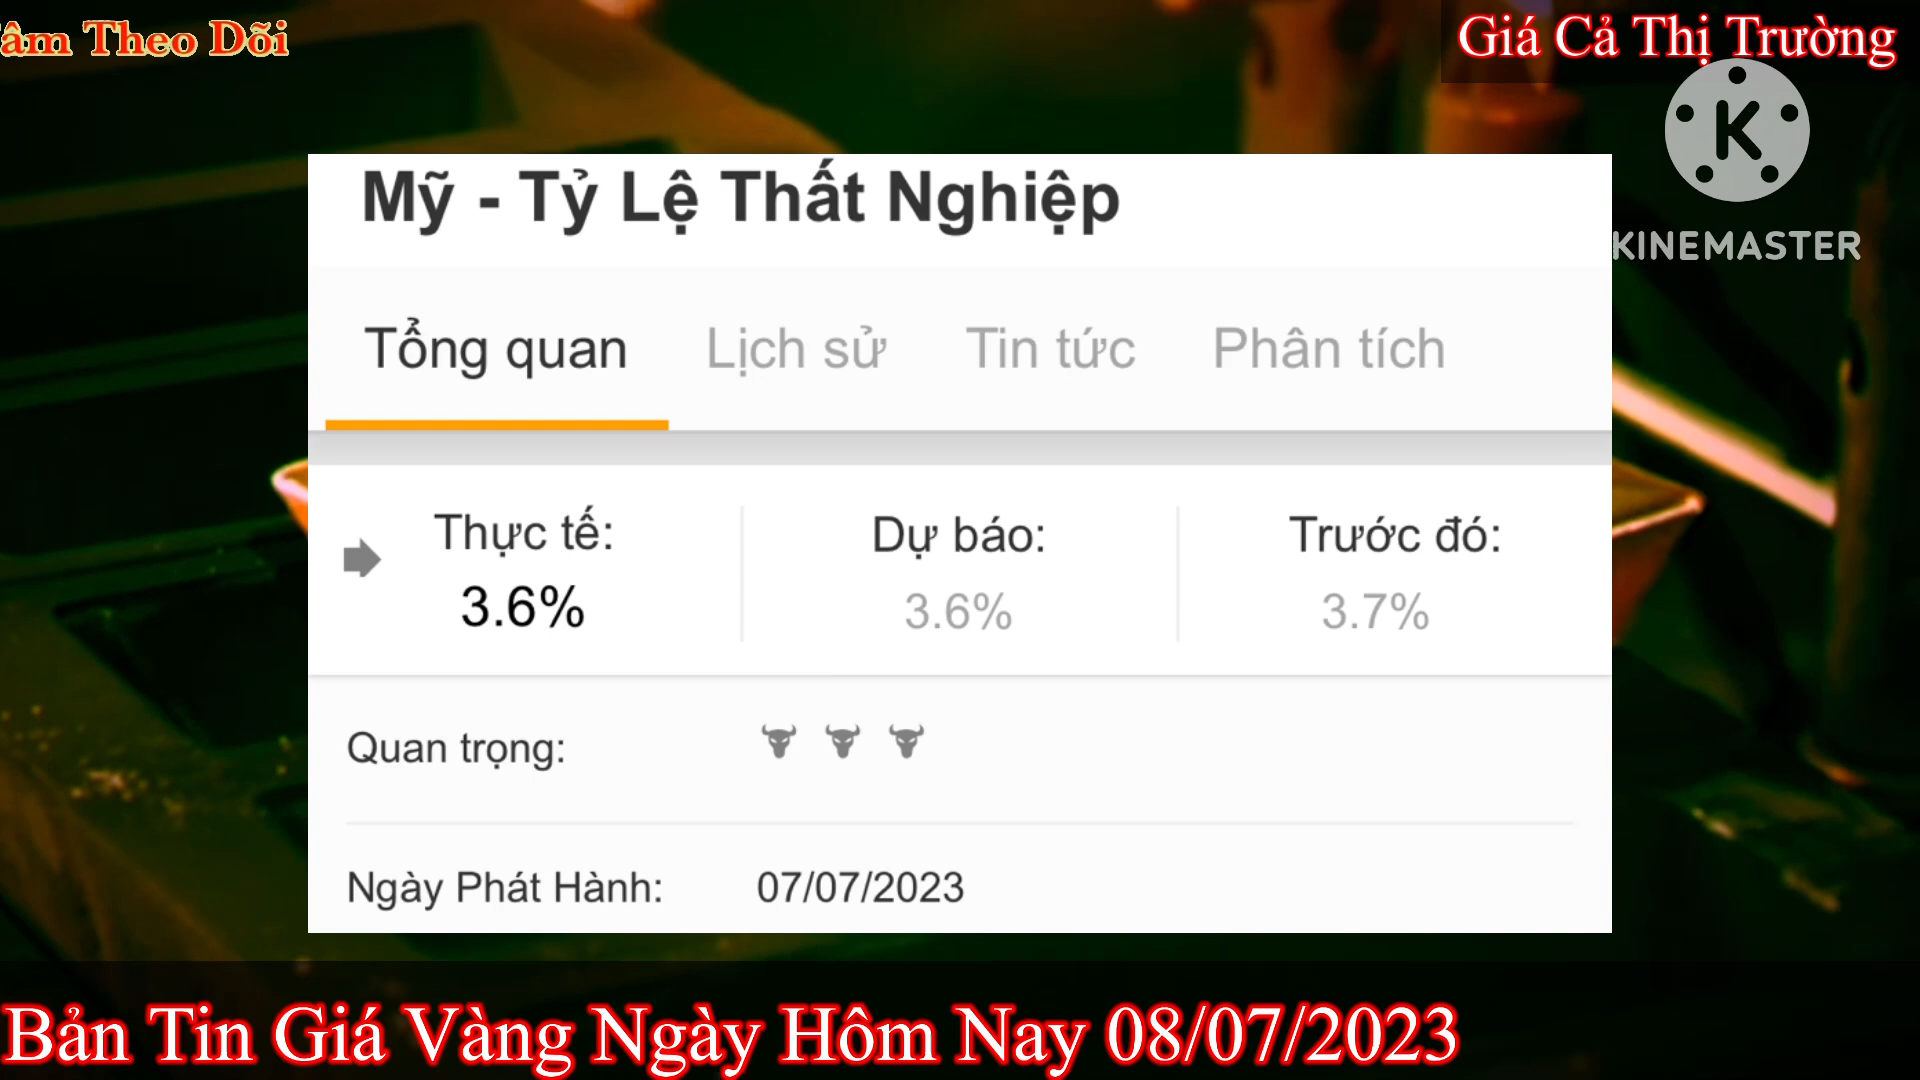 Theo Dõi
Giá Cả Thị Trường
K
KINEMASTER
Mỹ - Tỷ Lệ Thất Nghiệp
Tổng quan Lịch sử Tin tức Phân tích
Thực tế: Dự báo: Trước đó:
3.6% 3.6% 3.7%
Quan trọng:
Ngày Phát Hành: 07/07/2023
Bản Tin Giá Vàng Ngày Hôm Nay 08/07/2023